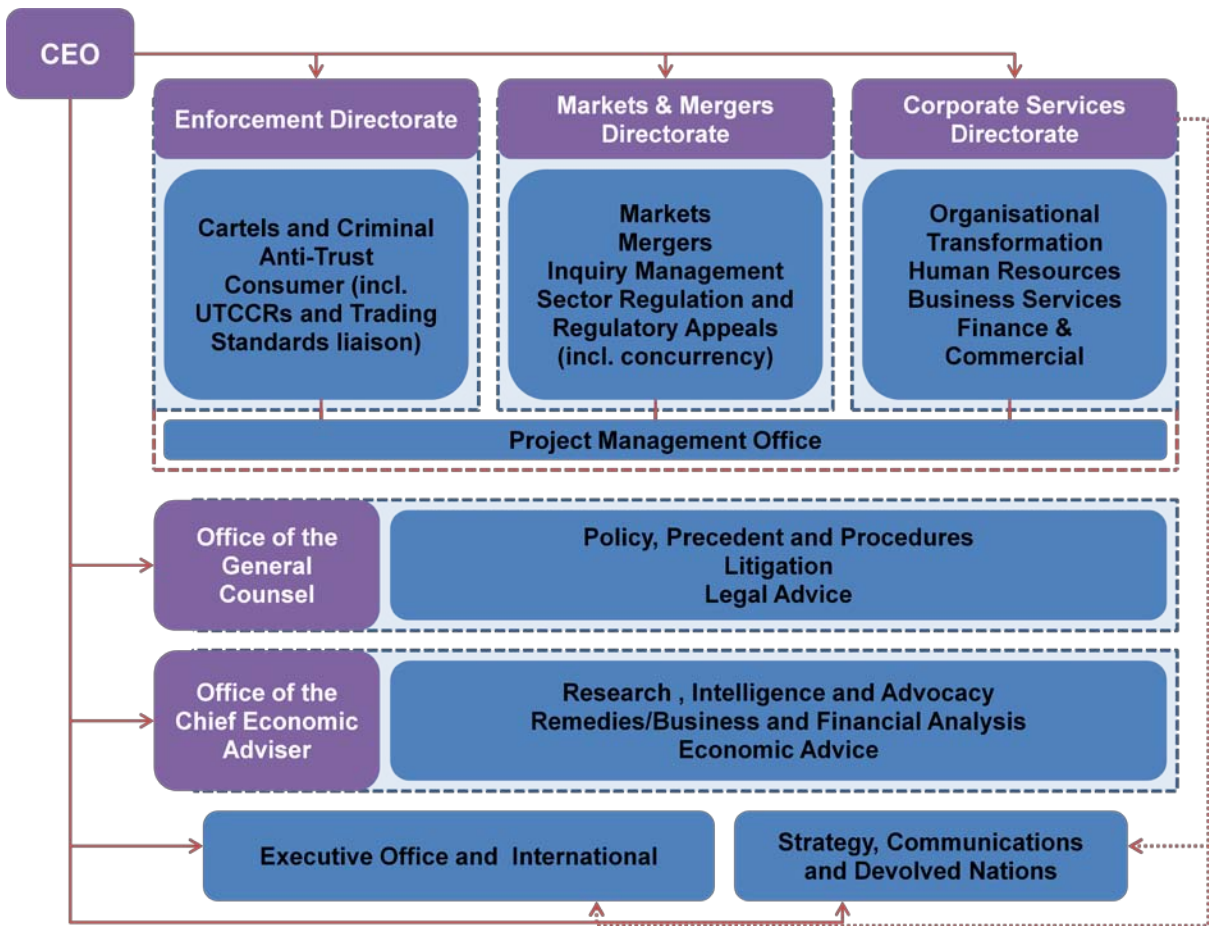 CEO
Enforcement Directorate
Markets & Mergers
Directorate
Corporate Services
Directorate
Cartels and Criminal
Anti-Trust
Consumer (incl.
UTCCRs and Trading
Standards liaison)
Markets
Mergers
Inquiry Management
Sector Regulation and
Regulatory Appeals
(incl. concurrency)
Organisational
Transformation
Human Resources
Business Services
Finance &
Commercial
Project Management Office
Office of the
General
Counsel
Policy, Precedent and Procedures
Litigation
Legal Advice
Office of the
Chief Economic
Adviser
Research , Intelligence and Advocacy
Remedies/Business and Financial Analysis
Economic Advice
Executive Office and International
Strategy, Communications
and Devolved Nations